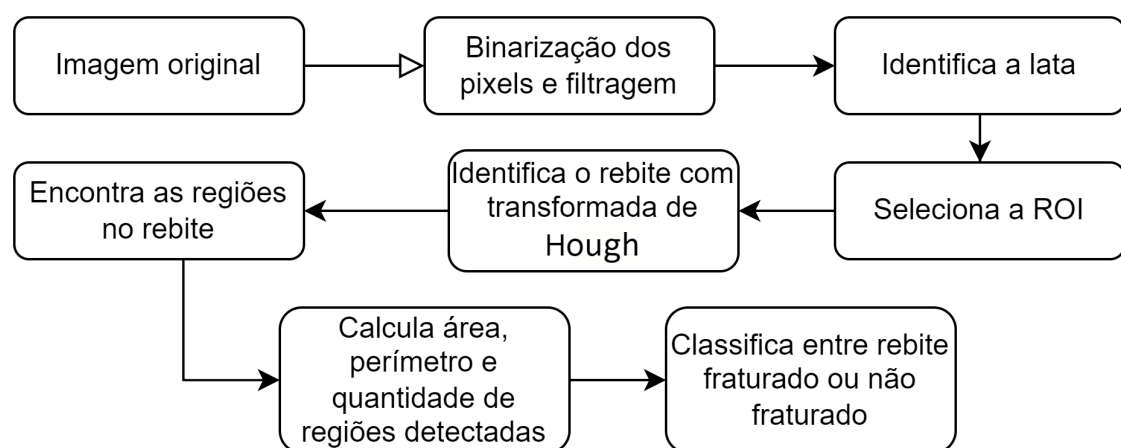 Imagem original
Binarização dos
pixels e filtragem
Identifica a lata
Seleciona a ROI
Identifica o rebite com
transformada de
Hough
Encontra as regiões
no rebite
Calcula área,
perímetro e
quantidade de
regiões detectadas
Classifica entre rebite
fraturado ou não
fraturado